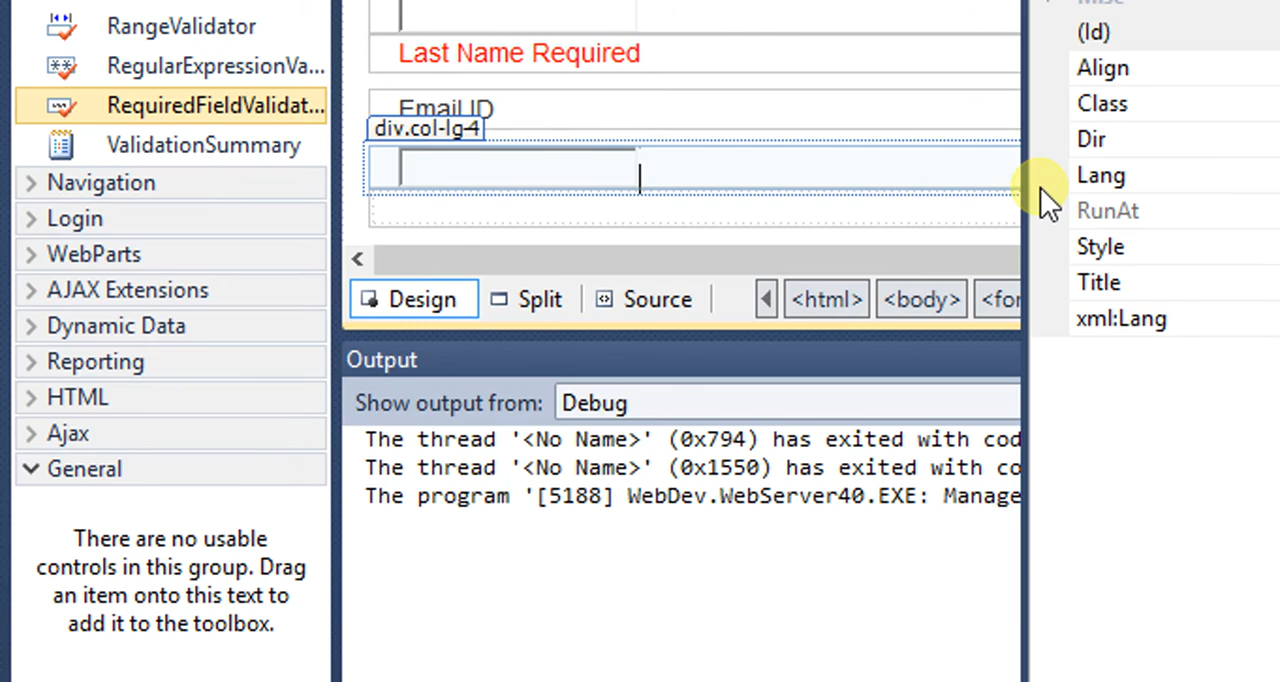 RangeValidator
RegularExpressionVa...
RequiredFieldValidat...
ValidationSummary
Navigation
Login
WebParts
AJAX Extensions
Dynamic Data
Reporting
HTML
Ajax
General
There are no usable
controls in this group. Drag
an item onto this text to
add it to the toolbox.
Last Name Required
Email ID
div.col-lg-4
Design
Split
Source
<html>
<body>
<for
Output
Show output from:
Debug
The thread '<No Name>' (0x794) has exited with cod
The thread '<No Name>' (0x1550) has exited with co
The program '[5188] WebDev.WebServer40.EXE: Manage
Misc
(Id)
Align
Class
Dir
Lang
RunAt
Style
Title
xml:Lang